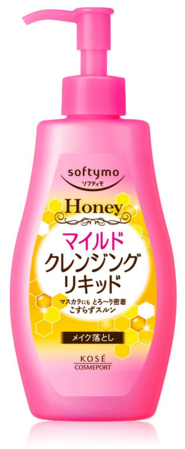 softymo
ソフティモ
Honey
マイルド
クレンジング
リキッド
マスカラにも とろ〜り密着
こすらずスルン
メイク落とし
KOSÉ
COSMEPORT